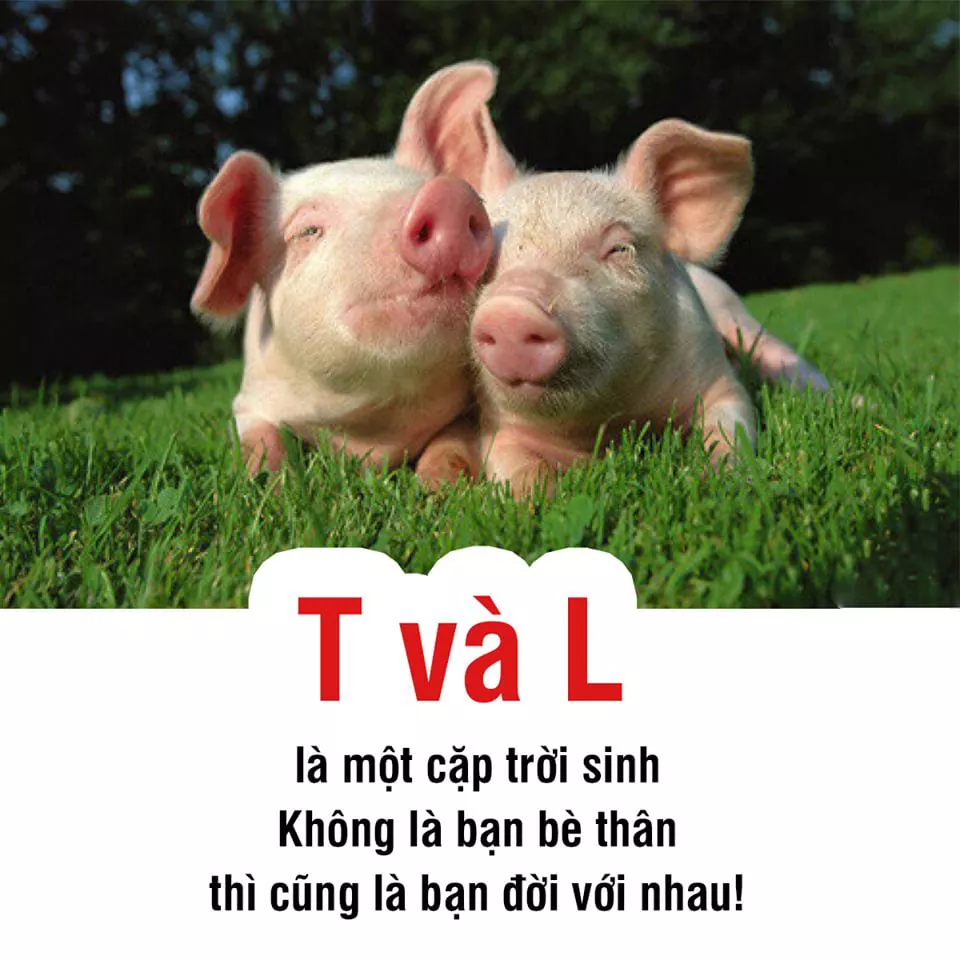 T và L
là một cặp trời sinh
Không là bạn bè thân
thì cũng là bạn đời với nhau!